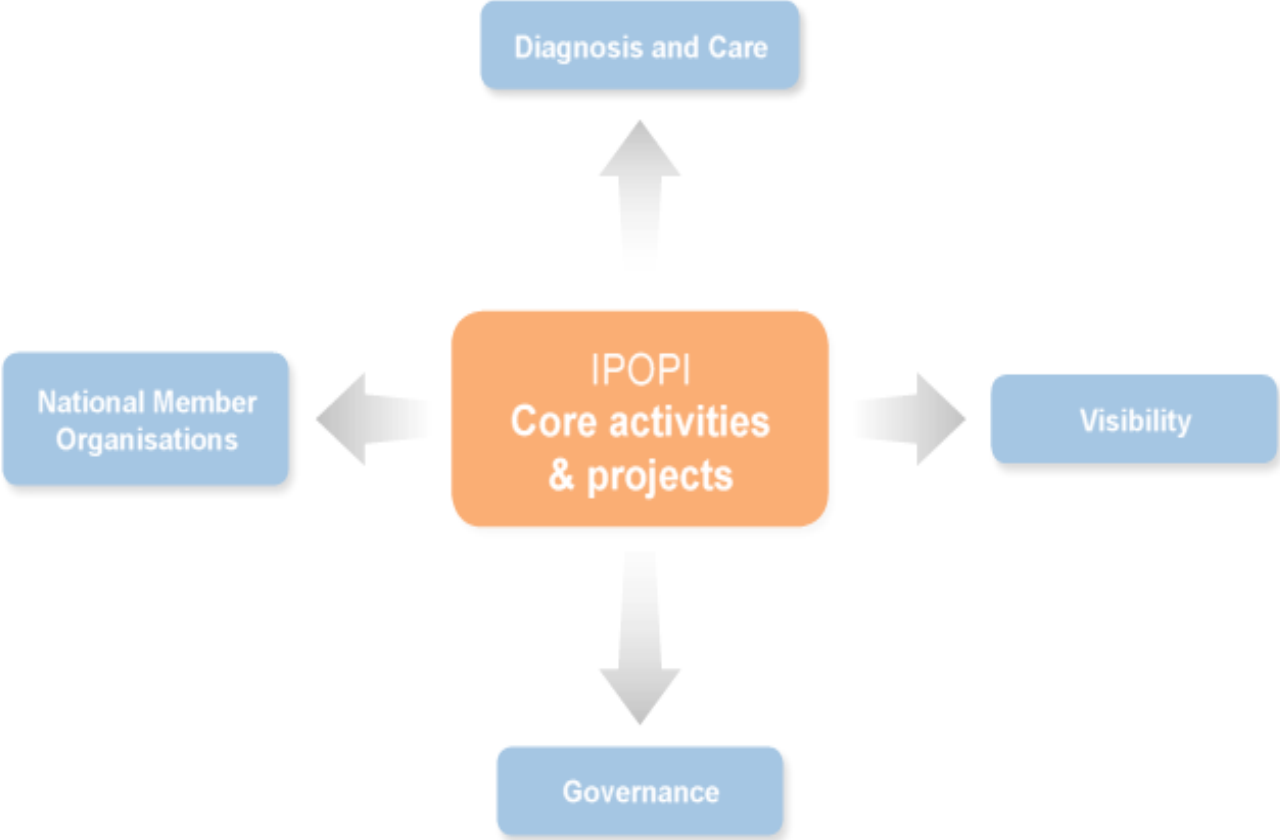 Diagnosis and Care
IPOPI
Core activities
& projects
National Member
Organisations
Visibility
Governance